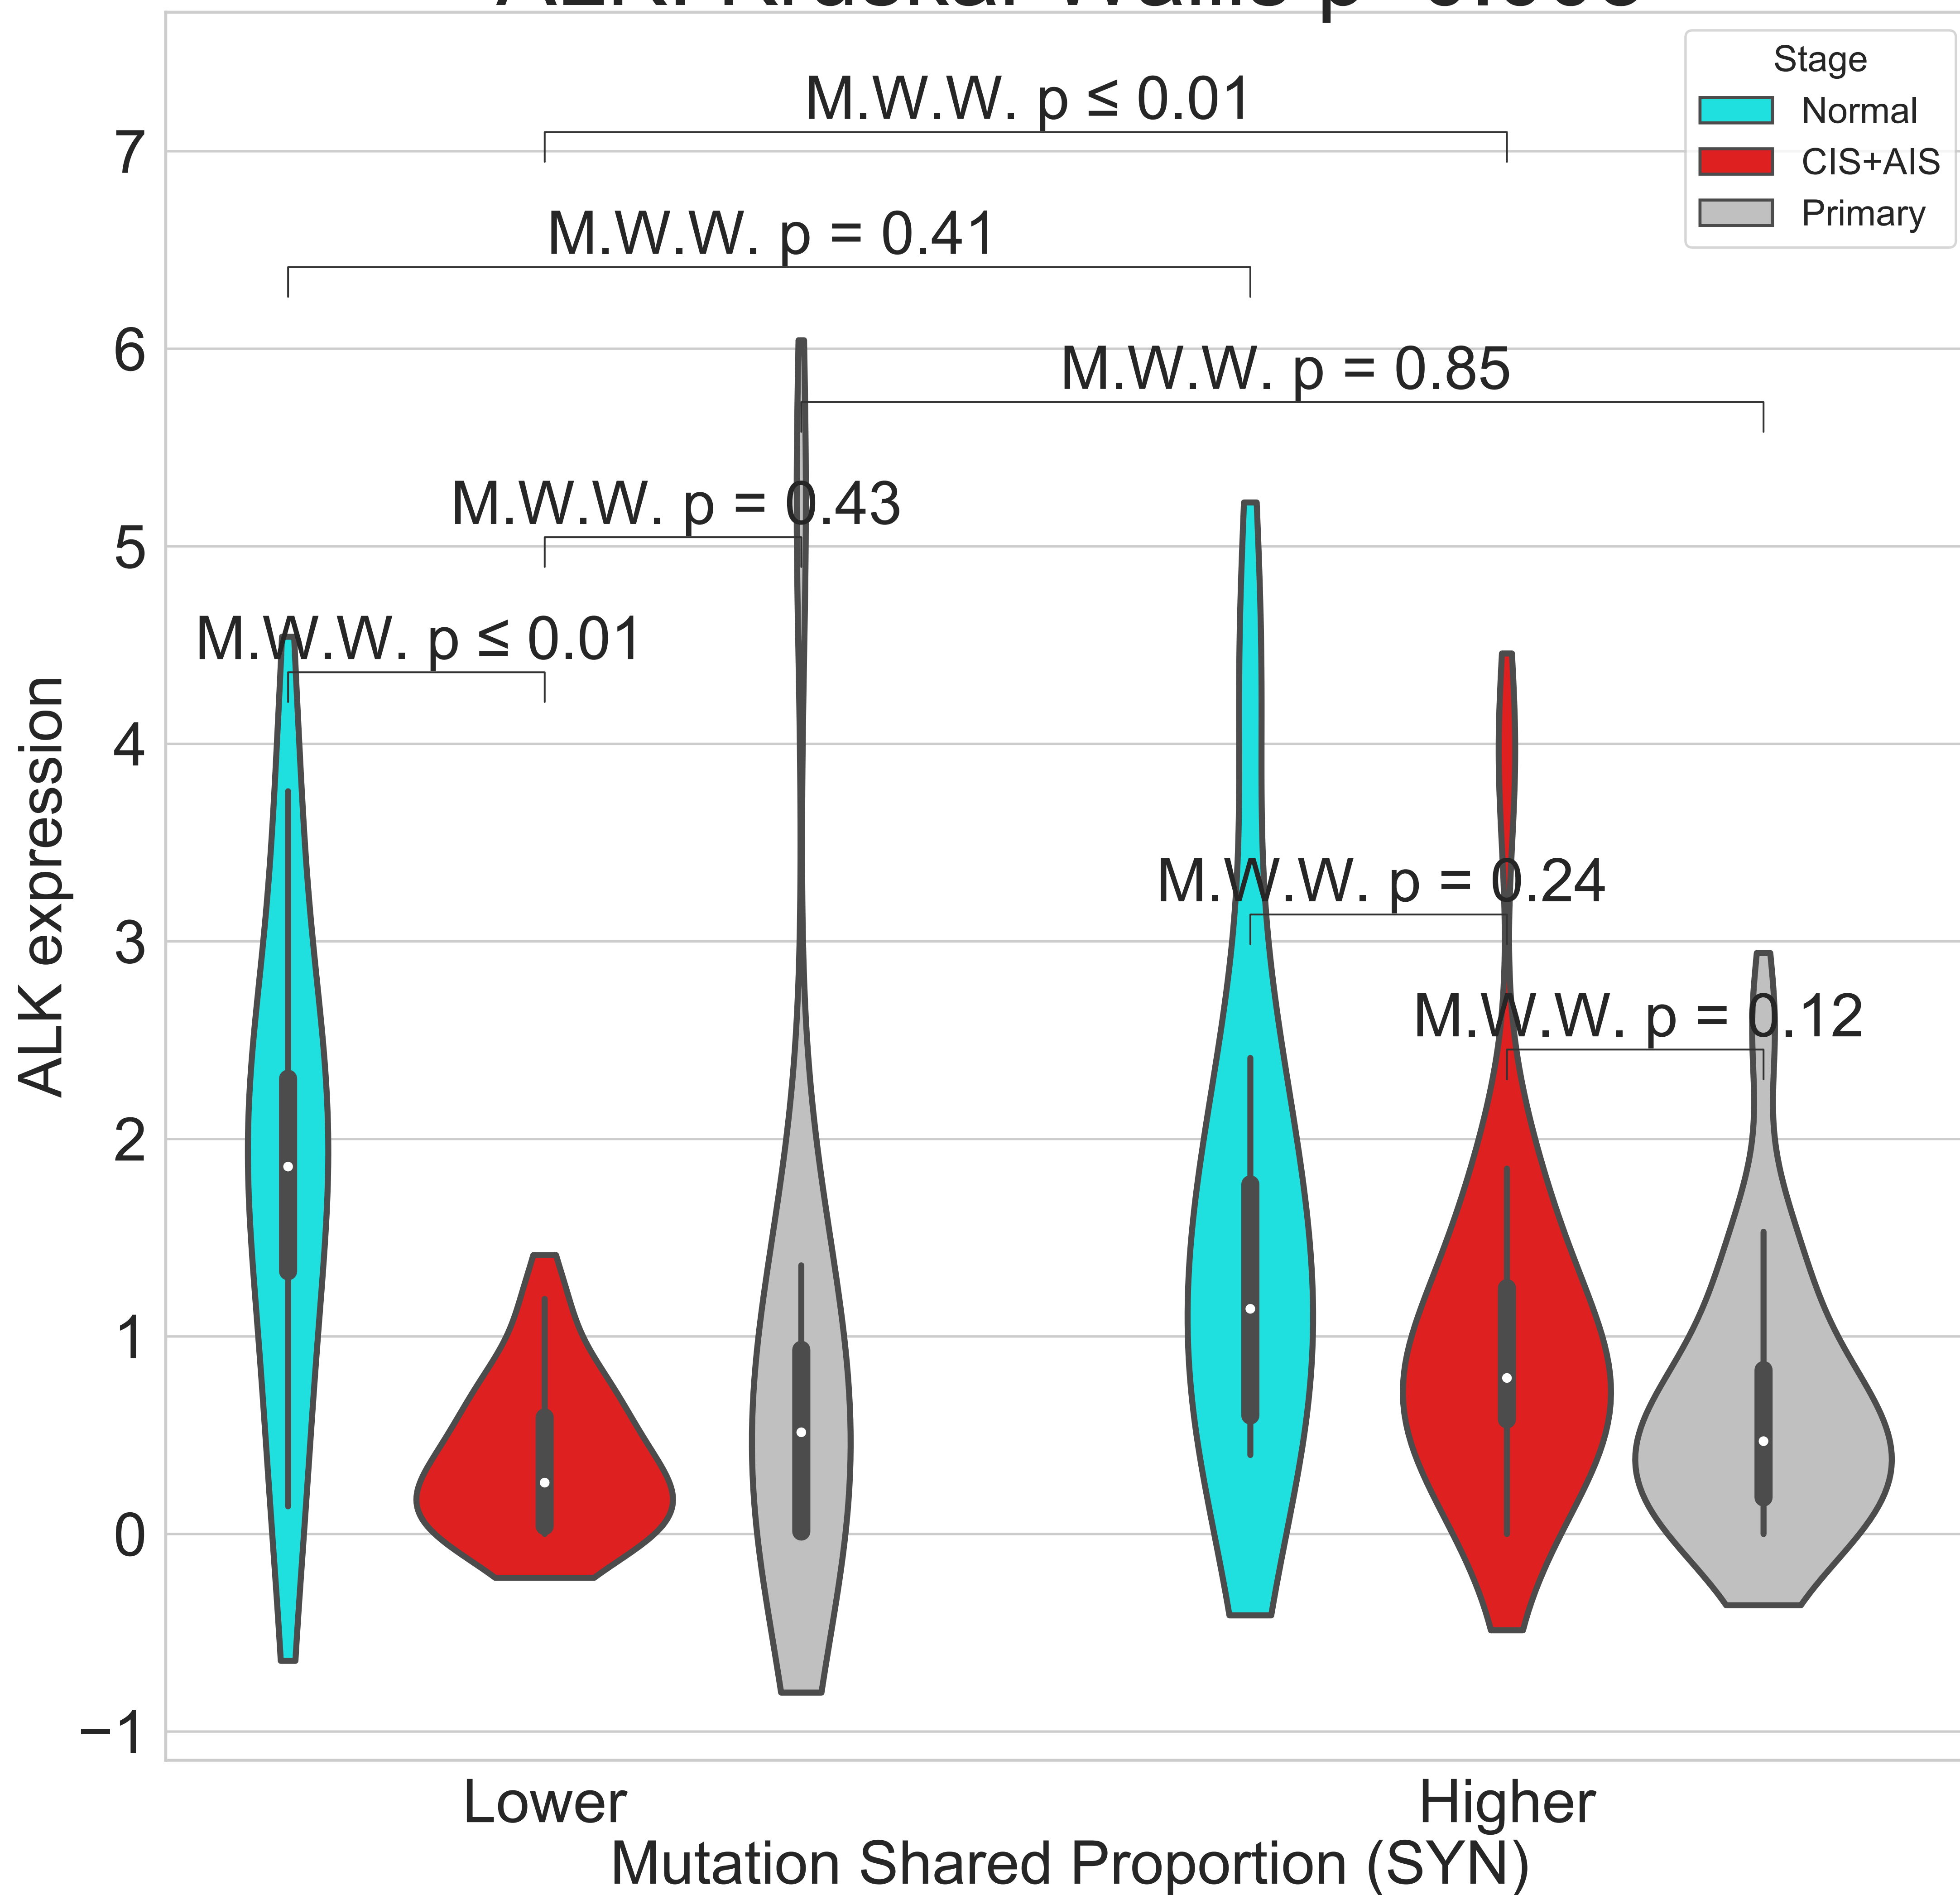 Stage
Normal
CIS+AIS
Primary
M.W.W. p ≤ 0.01
M.W.W. p = 0.41
M.W.W. p = 0.85
M.W.W. p = 0.43
M.W.W. p ≤ 0.01
M.W.W. p = 0.24
M.W.W. p = 0.12
7
6
5
4
3
2
1
0
−1
ALK expression
Lower
Higher
Mutation Shared Proportion (SYN)